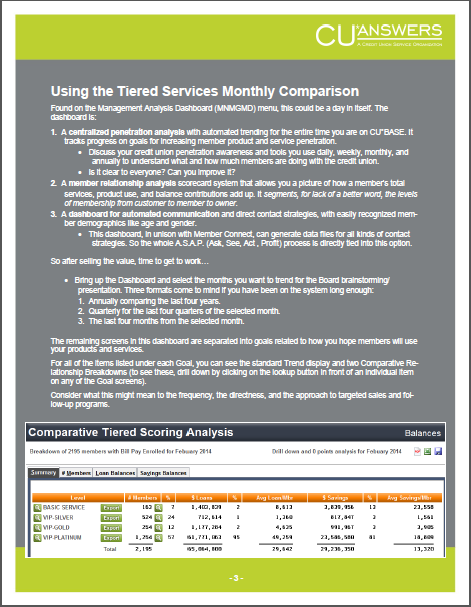 CU*ANSWERS
A CREDIT UNION SERVICE ORGANIZATION
Using the Tiered Services Monthly Comparison
Found on the Management Analysis Dashboard (MNMGMD) menu, this could be a day in itself. The
dashboard is:
1. A centralized penetration analysis with automated trending for the entire time you are on CU*BASE. It
tracks progress on goals for increasing member product and service penetration.
• Discuss your credit union penetration awareness and tools you use daily, weekly, monthly, and
annually to understand what and how much members are doing with the credit union.
• Is it clear to everyone? Can you improve it?
2. A member relationship analysis scorecard system that allows you a picture of how a member's total
services, product use, and balance contributions add up. It segments, for lack of a better word, the levels
of membership from customer to member to owner.
3. A dashboard for automated communication and direct contact strategies, with easily recognized mem-
ber demographics like age and gender.
• This dashboard, in unison with Member Connect, can generate data files for all kinds of contact
strategies. So the whole A.S.A.P. (Ask, See, Act , Profit) process is directly tied into this option.
So after selling the value, time to get to work…
• Bring up the Dashboard and select the months you want to trend for the Board brainstorming/
presentation. Three formats come to mind if you have been on the system long enough:
1. Annually comparing the last four years.
2. Quarterly for the last four quarters of the selected month.
3. The last four months from the selected month.
The remaining screens in this dashboard are separated into goals related to how you hope members will use
your products and services.
For all of the items listed under each Goal, you can see the standard Trend display and two Comparative Re-
lationship Breakdowns (to see these, drill down by clicking on the lookup button in front of an individual item
on any of the Goal screens).
Consider what this might mean to the frequency, the directness, and the approach to targeted sales and fol-
low-up programs.
Comparative Tiered Scoring Analysis Balances
Breakdown of 2195 members with Bill Pay Enrolled for Febuary 2014 Drill down and 0 points analysis for Febuary 2014
Summary # Members Loan Balances Savings Balances
Level # Members % $ Loans % Avg Loan/Mbr $ Savings % Avg Savings/Mbr
BASIC SERVICE Export 163 7 1,403,839 2 8,613 3,839,956 13 23,558
VIP-SILVER Export 524 24 712,614 1 1,360 817,847 3 1,561
VIP-GOLD Export 254 12 1,177,284 2 4,635 991,967 3 3,905
VIP-PLATINUM Export 1,254 57 61,771,063 95 49,259 23,586,580 81 18,809
Total 2,195 65,064,800 29,642 29,236,350 13,320
- 3 -